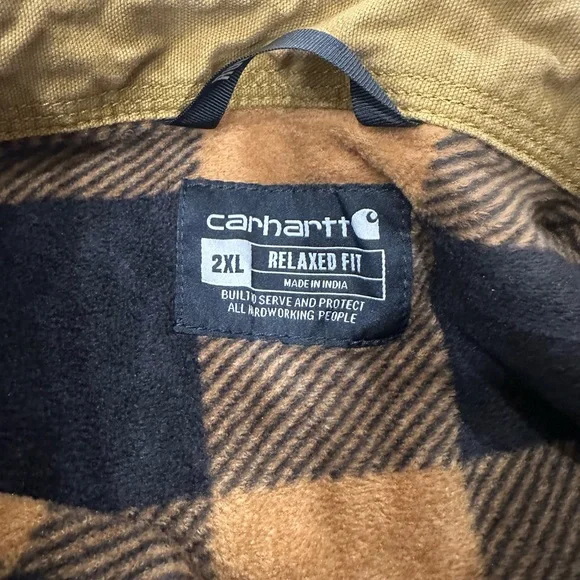 carhartt
2XL RELAXED FIT
MADE IN INDIA
BUILT TO SERVE AND PROTECT
ALL HARDWORKING PEOPLE